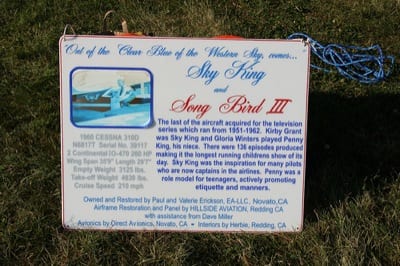 Out of the Clear Blue of the Western Sky, comes...
Sky King
and
Song Bird III
The last of the aircraft acquired for the television
series which ran from 1951-1962. Kirby Grant
was Sky King and Gloria Winters played Penny
King, his niece. There were 136 episodes produced
making it the longest running childrens show of its
day. Sky King was the inspiration for many pilots
who are now captains in the airlines. Penny was a
role model for teenagers, actively promoting
etiquette and manners.
1960 CESSNA 310D
N6817T Serial No. 39117
2 Continental IO-470 260 HP
Wing Span 35'9" Length 29'7"
Empty Weight 3125 lbs.
Take-off Weight 4830 lbs.
Cruise Speed 210 mph
Owned and Restored by Paul and Valerie Erickson, EA-LLC, Novato,CA
Airframe Restoration and Panel by HILLSIDE AVIATION, Redding CA
with assistance from Dave Miller
Avionics by Direct Avionics, Novato, CA • Interiors by Herbie, Redding, CA